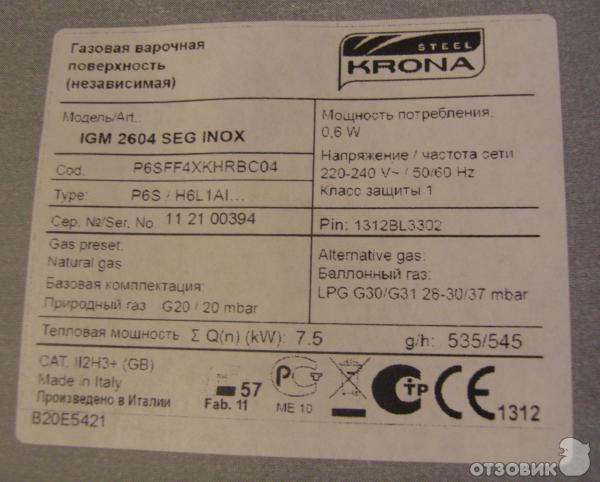 Газовая варочная
поверхность
(независимая)
STEEL
KRONA
Модель/Art.:
IGM 2604 SEG INOX
Cod. P6SFF4XKHRBC04
Type: P6S / H6L1AI...
Сер. №/Ser. No. 11 21 00394
Мощность потребления.
0,6 W
Напряжение / частота сети
220-240 V~ / 50/60 Hz
Класс защиты 1
Pin: 1312BL3302
Gas preset:
Natural gas
Базовая комплектация:
Природный газ G20 / 20 mbar
Alternative gas:
Баллонный газ:
LPG G30/G31 28-30/37 mbar
Тепловая мощность Σ Q(n) (kW): 7.5 g/h: 535/545
CAT. II2H3+ (GB)
Made in Italy
Произведено в Италии
B20E5421
57
Fab. 11
ME 10
TP
CE
1312
ОТЗОВИК